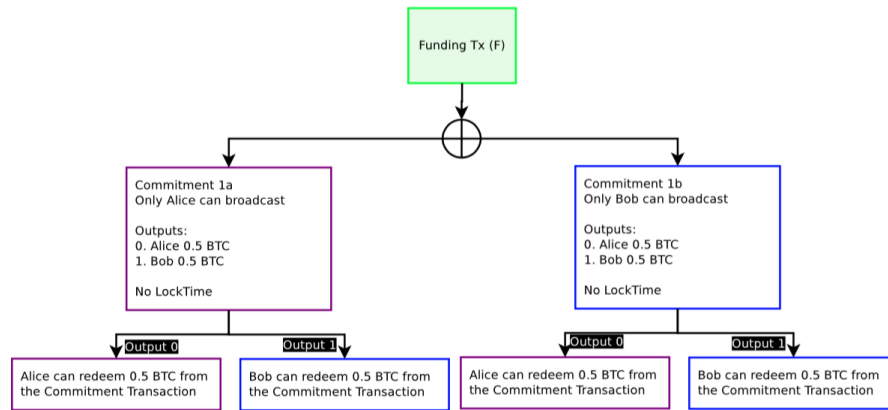 Funding Tx (F)
Commitment 1a
Only Alice can broadcast
Outputs:
0. Alice 0.5 BTC
1. Bob 0.5 BTC
No LockTime
Commitment 1b
Only Bob can broadcast
Outputs:
0. Alice 0.5 BTC
1. Bob 0.5 BTC
No LockTime
Output 0
Output 1
Output 0
Output 1
Alice can redeem 0.5 BTC from
the Commitment Transaction
Bob can redeem 0.5 BTC from
the Commitment Transaction
Alice can redeem 0.5 BTC from
the Commitment Transaction
Bob can redeem 0.5 BTC from
the Commitment Transaction